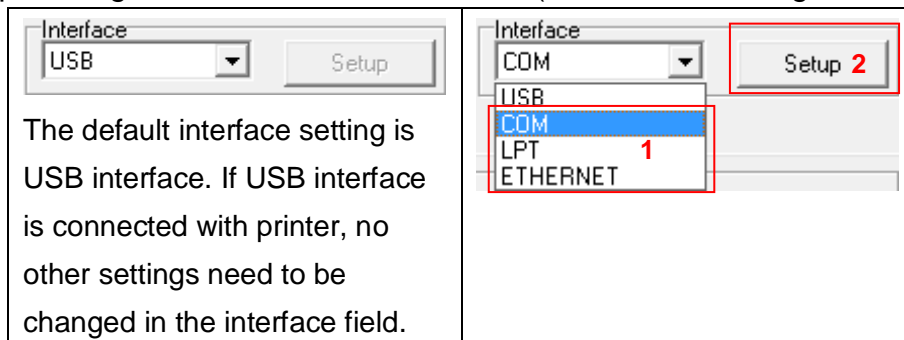 Interface
USB
Setup
The default interface setting is
USB interface. If USB interface
is connected with printer, no
other settings need to be
changed in the interface field.
Interface
COM
Setup 2
USB
COM
LPT 1
ETHERNET